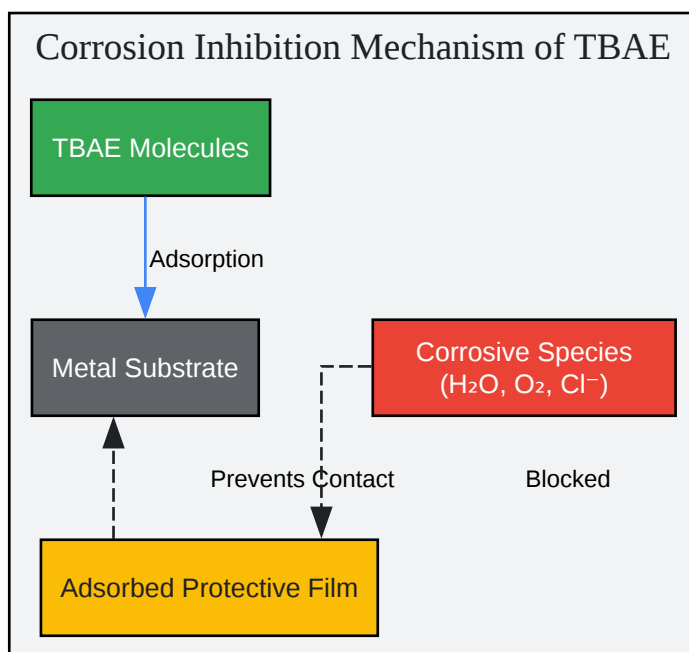 Corrosion Inhibition Mechanism of TBAE
TBAE Molecules
Adsorption
Metal Substrate
Corrosive Species
(H₂O, O₂, Cl⁻)
Prevents Contact
Blocked
Adsorbed Protective Film